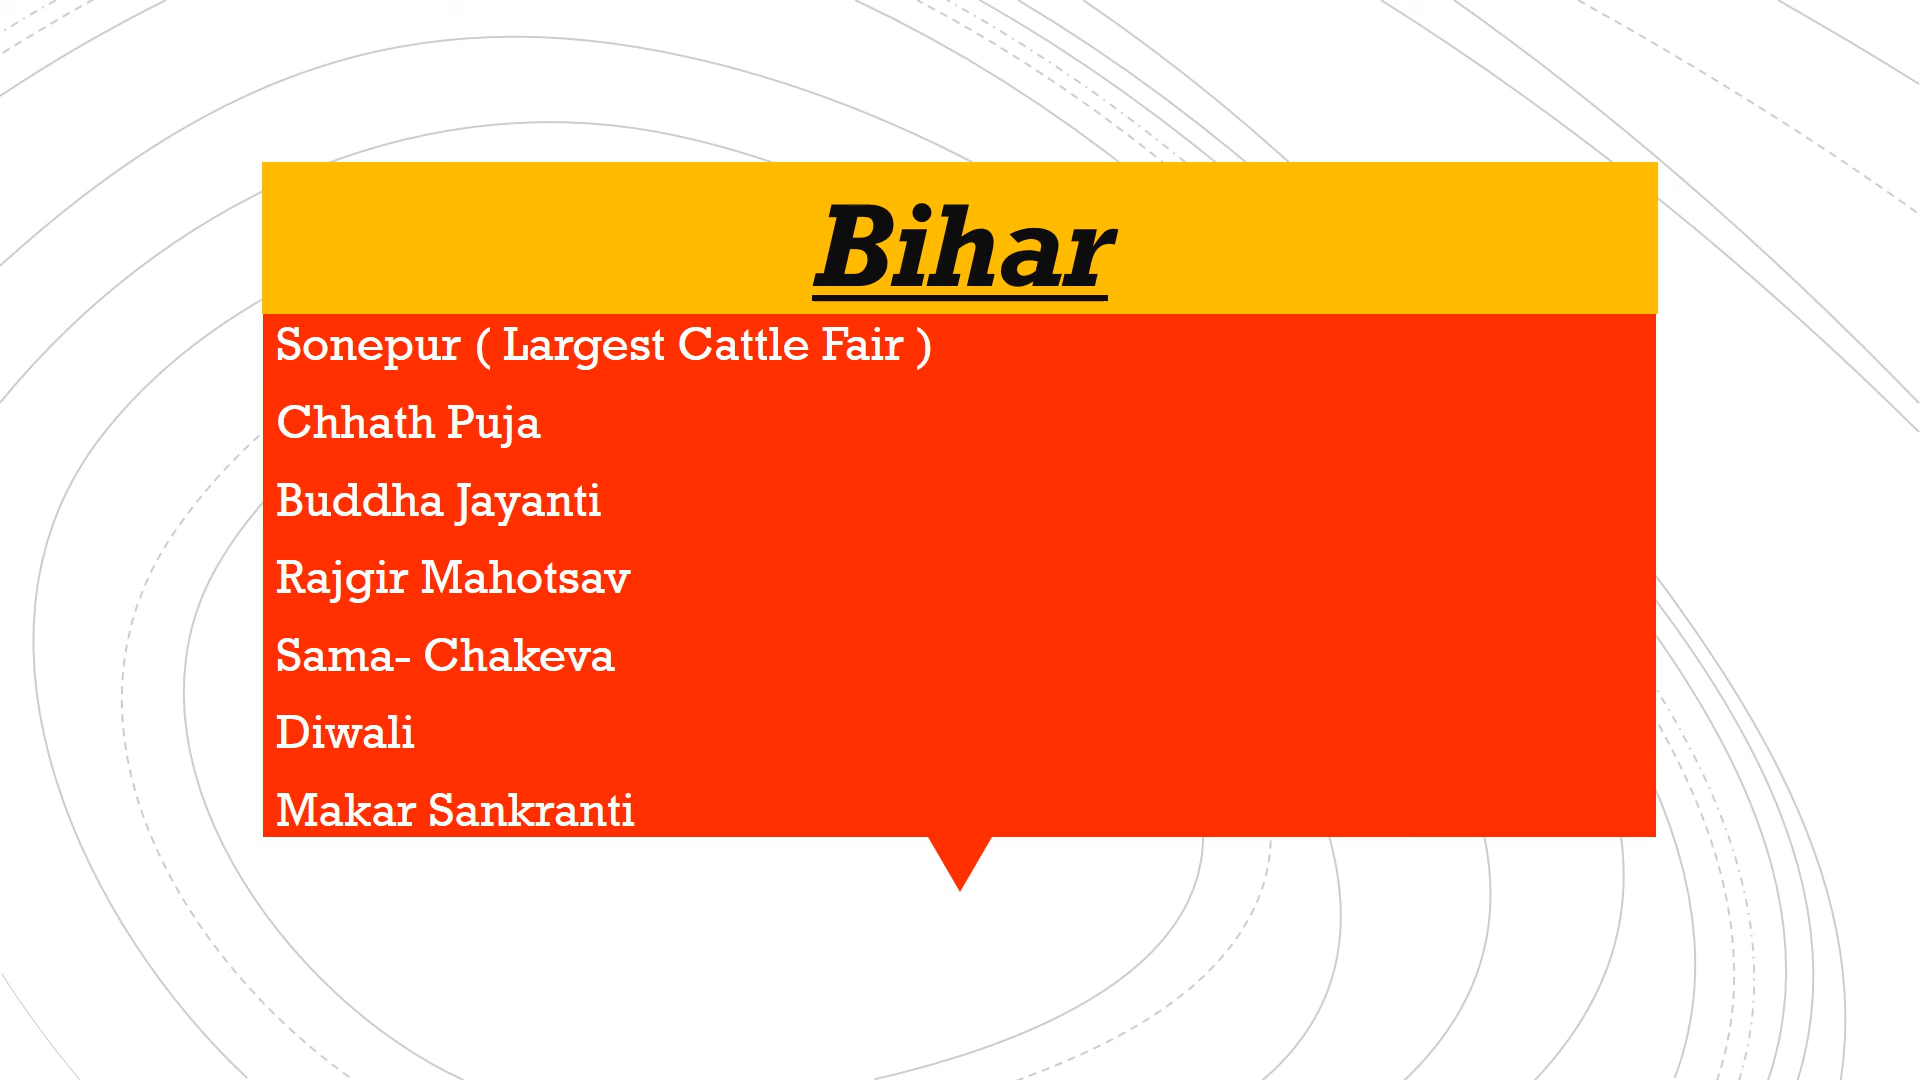 Bihar
Sonepur ( Largest Cattle Fair )
Chhath Puja
Buddha Jayanti
Rajgir Mahotsav
Sama- Chakeva
Diwali
Makar Sankranti